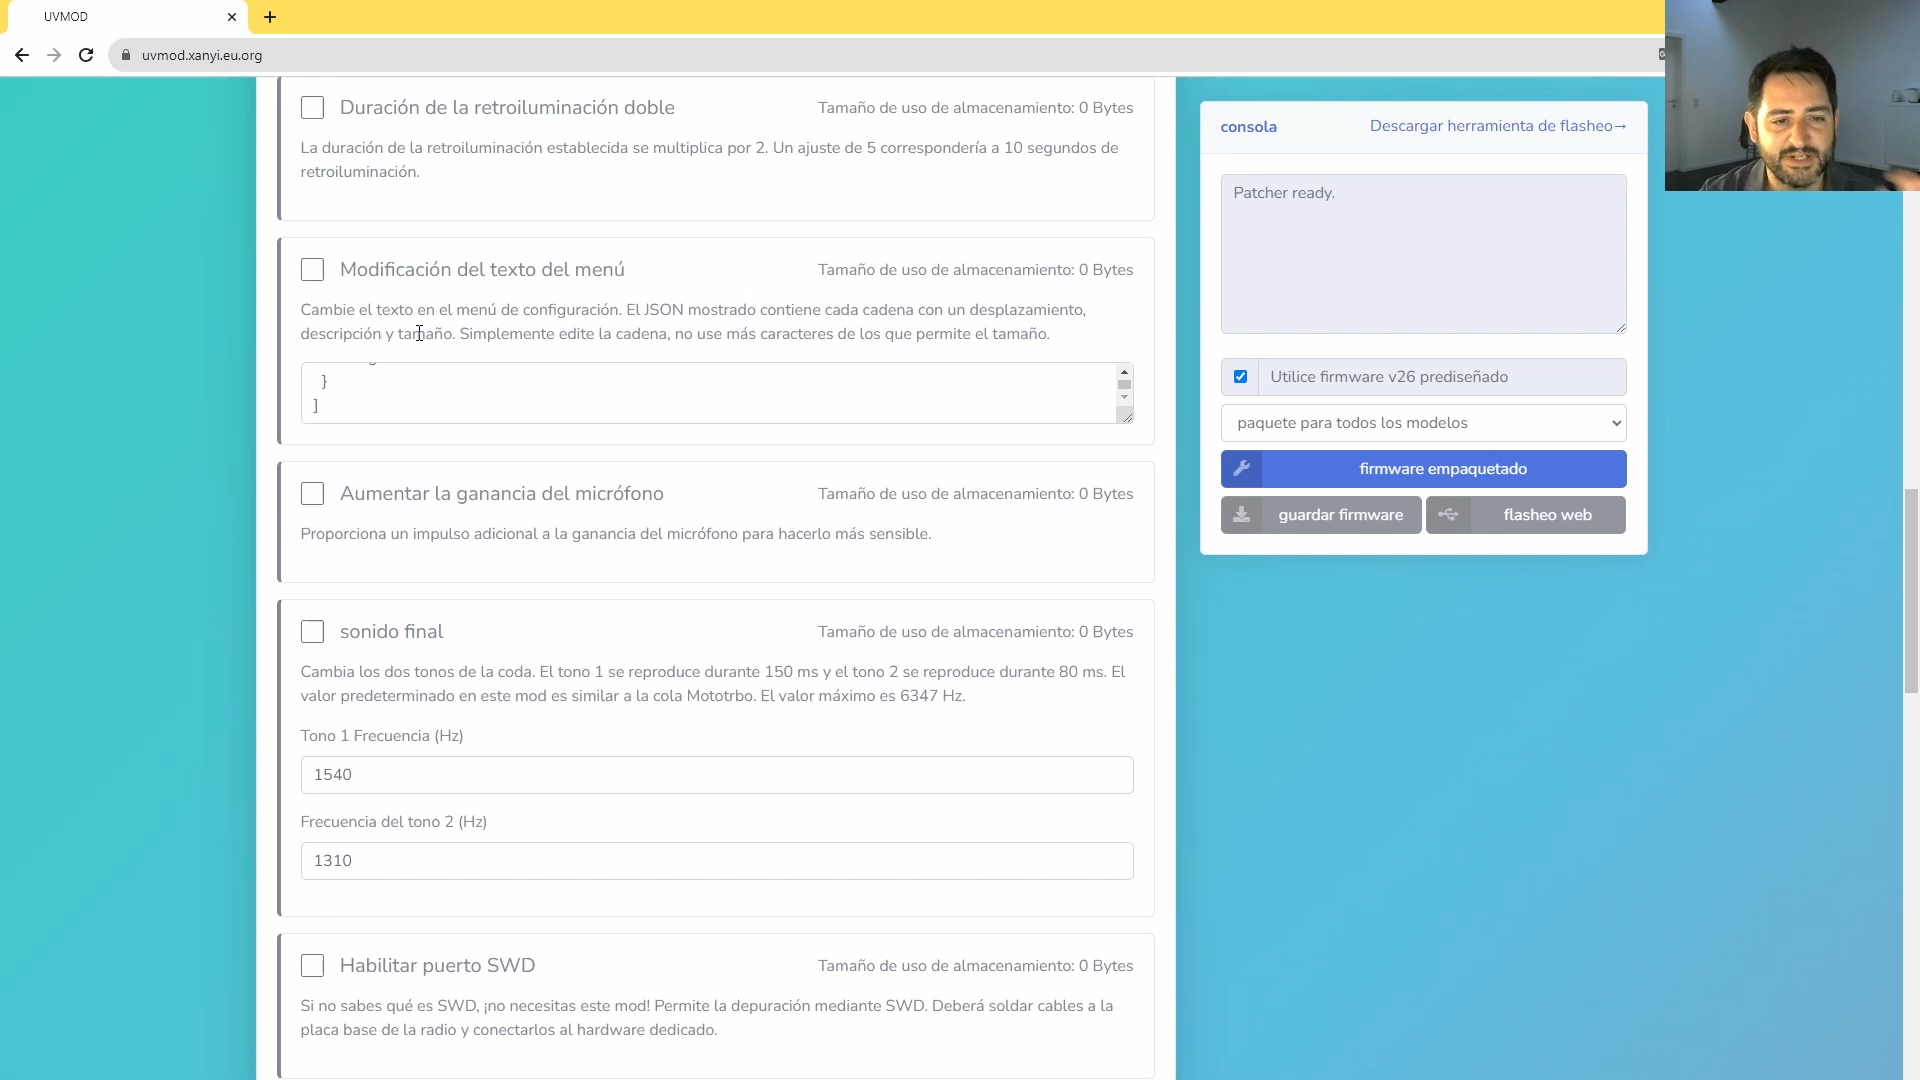 UVMOD
uvmod.xanyi.eu.org
Duración de la retroiluminación doble
Tamaño de uso de almacenamiento: 0 Bytes
La duración de la retroiluminación establecida se multiplica por 2. Un ajuste de 5 correspondería a 10 segundos de
retroiluminación.
Modificación del texto del menú
Tamaño de uso de almacenamiento: 0 Bytes
Cambie el texto en el menú de configuración. El JSON mostrado contiene cada cadena con un desplazamiento,
descripción y tamaño. Simplemente edite la cadena, no use más caracteres de los que permite el tamaño.
}
]
Aumentar la ganancia del micrófono
Tamaño de uso de almacenamiento: 0 Bytes
Proporciona un impulso adicional a la ganancia del micrófono para hacerlo más sensible.
sonido final
Tamaño de uso de almacenamiento: 0 Bytes
Cambia los dos tonos de la coda. El tono 1 se reproduce durante 150 ms y el tono 2 se reproduce durante 80 ms. El
valor predeterminado en este mod es similar a la cola Mototrbo. El valor máximo es 6347 Hz.
Tono 1 Frecuencia (Hz)
1540
Frecuencia del tono 2 (Hz)
1310
Habilitar puerto SWD
Tamaño de uso de almacenamiento: 0 Bytes
Si no sabes qué es SWD, ¡no necesitas este mod! Permite la depuración mediante SWD. Deberá soldar cables a la
placa base de la radio y conectarlos al hardware dedicado.
consola
Descargar herramienta de flasheo→
Patcher ready.
Utilice firmware v26 prediseñado
paquete para todos los modelos
firmware empaquetado
guardar firmware
flasheo web